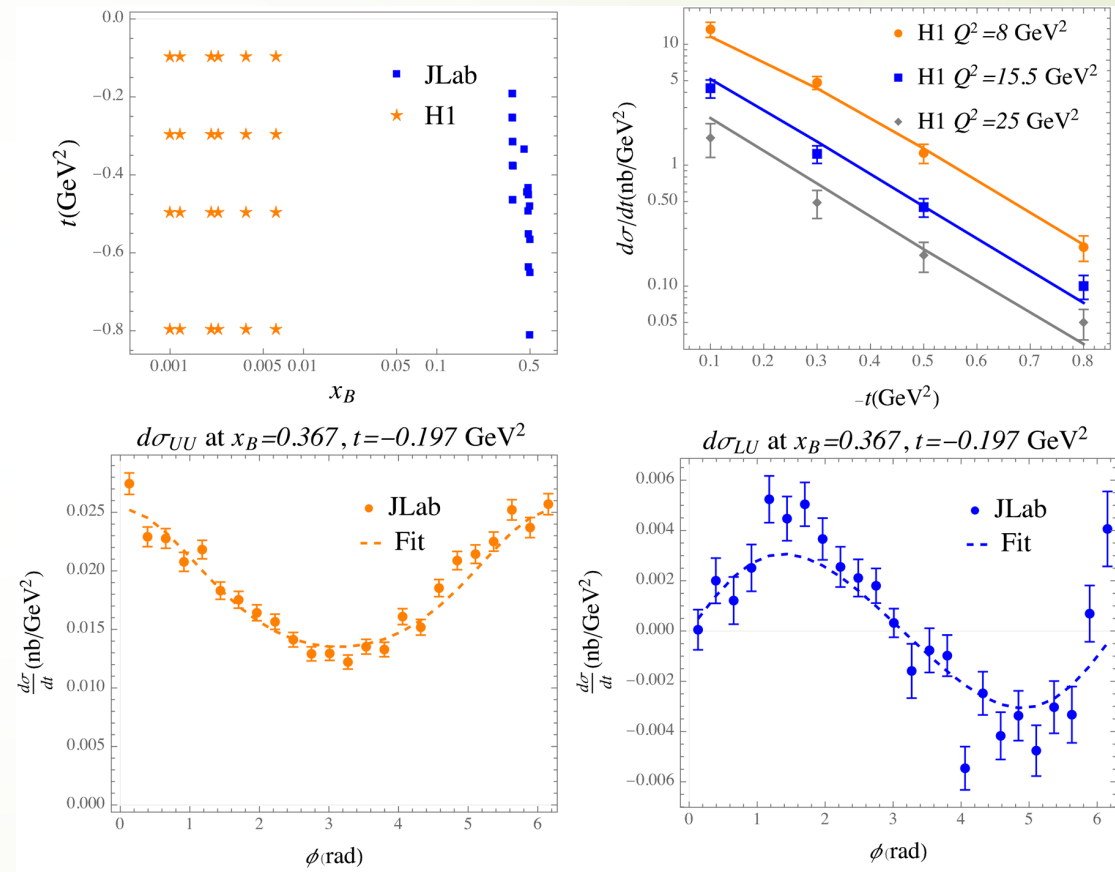 0.0
−0.2
−0.4
−0.6
−0.8
t(GeV²)
JLab
H1
0.001
0.005
0.01
0.05
0.1
0.5
x_B
10
5
1
0.50
0.10
0.05
dσ/dt(nb/GeV²)
H1 Q²=8 GeV²
H1 Q²=15.5 GeV²
H1 Q²=25 GeV²
0.1
0.2
0.3
0.4
0.5
0.6
0.7
0.8
−t(GeV²)
dσ_UU at x_B=0.367, t=−0.197 GeV²
0.025
0.020
0.015
0.010
0.005
0.000
dσ/dt (nb/GeV²)
JLab
Fit
0
1
2
3
4
5
6
ϕ(rad)
dσ_LU at x_B=0.367, t=−0.197 GeV²
0.006
0.004
0.002
0.000
−0.002
−0.004
−0.006
dσ/dt (nb/GeV²)
JLab
Fit
0
1
2
3
4
5
6
ϕ(rad)